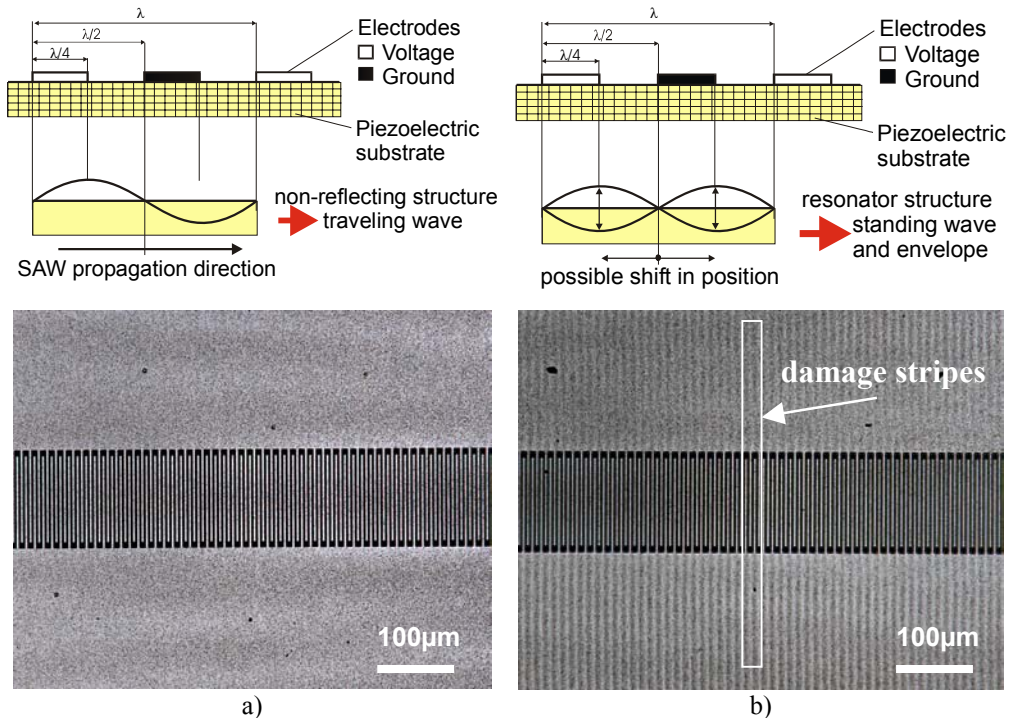 λ
λ/2
λ/4
Electrodes
Voltage
Ground
Piezoelectric
substrate
non-reflecting structure
traveling wave
SAW propagation direction
λ
λ/2
λ/4
Electrodes
Voltage
Ground
Piezoelectric
substrate
resonator structure
standing wave
and envelope
possible shift in position
100µm
a)
damage stripes
100µm
b)